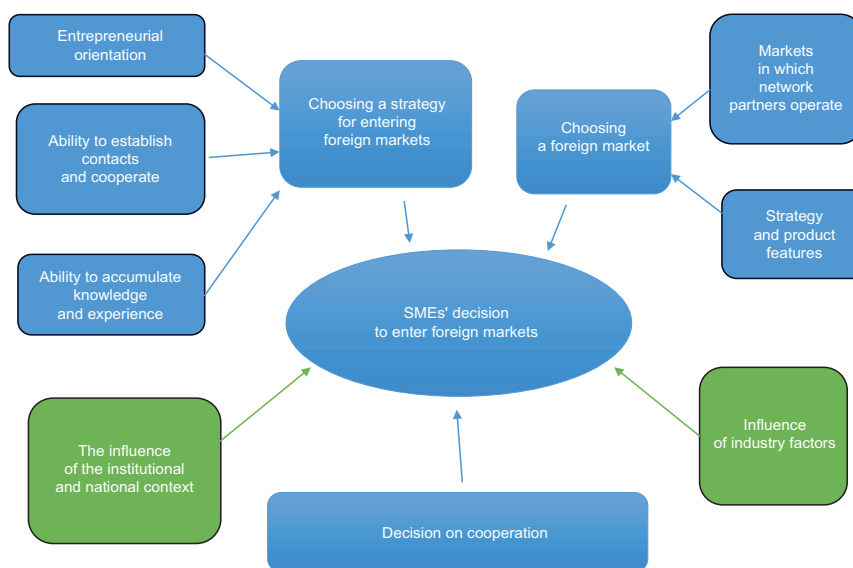 Entrepreneurial
orientation
Ability to establish
contacts
and cooperate
Ability to accumulate
knowledge
and experience
Choosing a strategy
for entering
foreign markets
Choosing
a foreign market
Markets
in which
network
partners operate
Strategy
and product
features
SMEs' decision
to enter foreign markets
The influence
of the institutional
and national context
Influence
of industry factors
Decision on cooperation